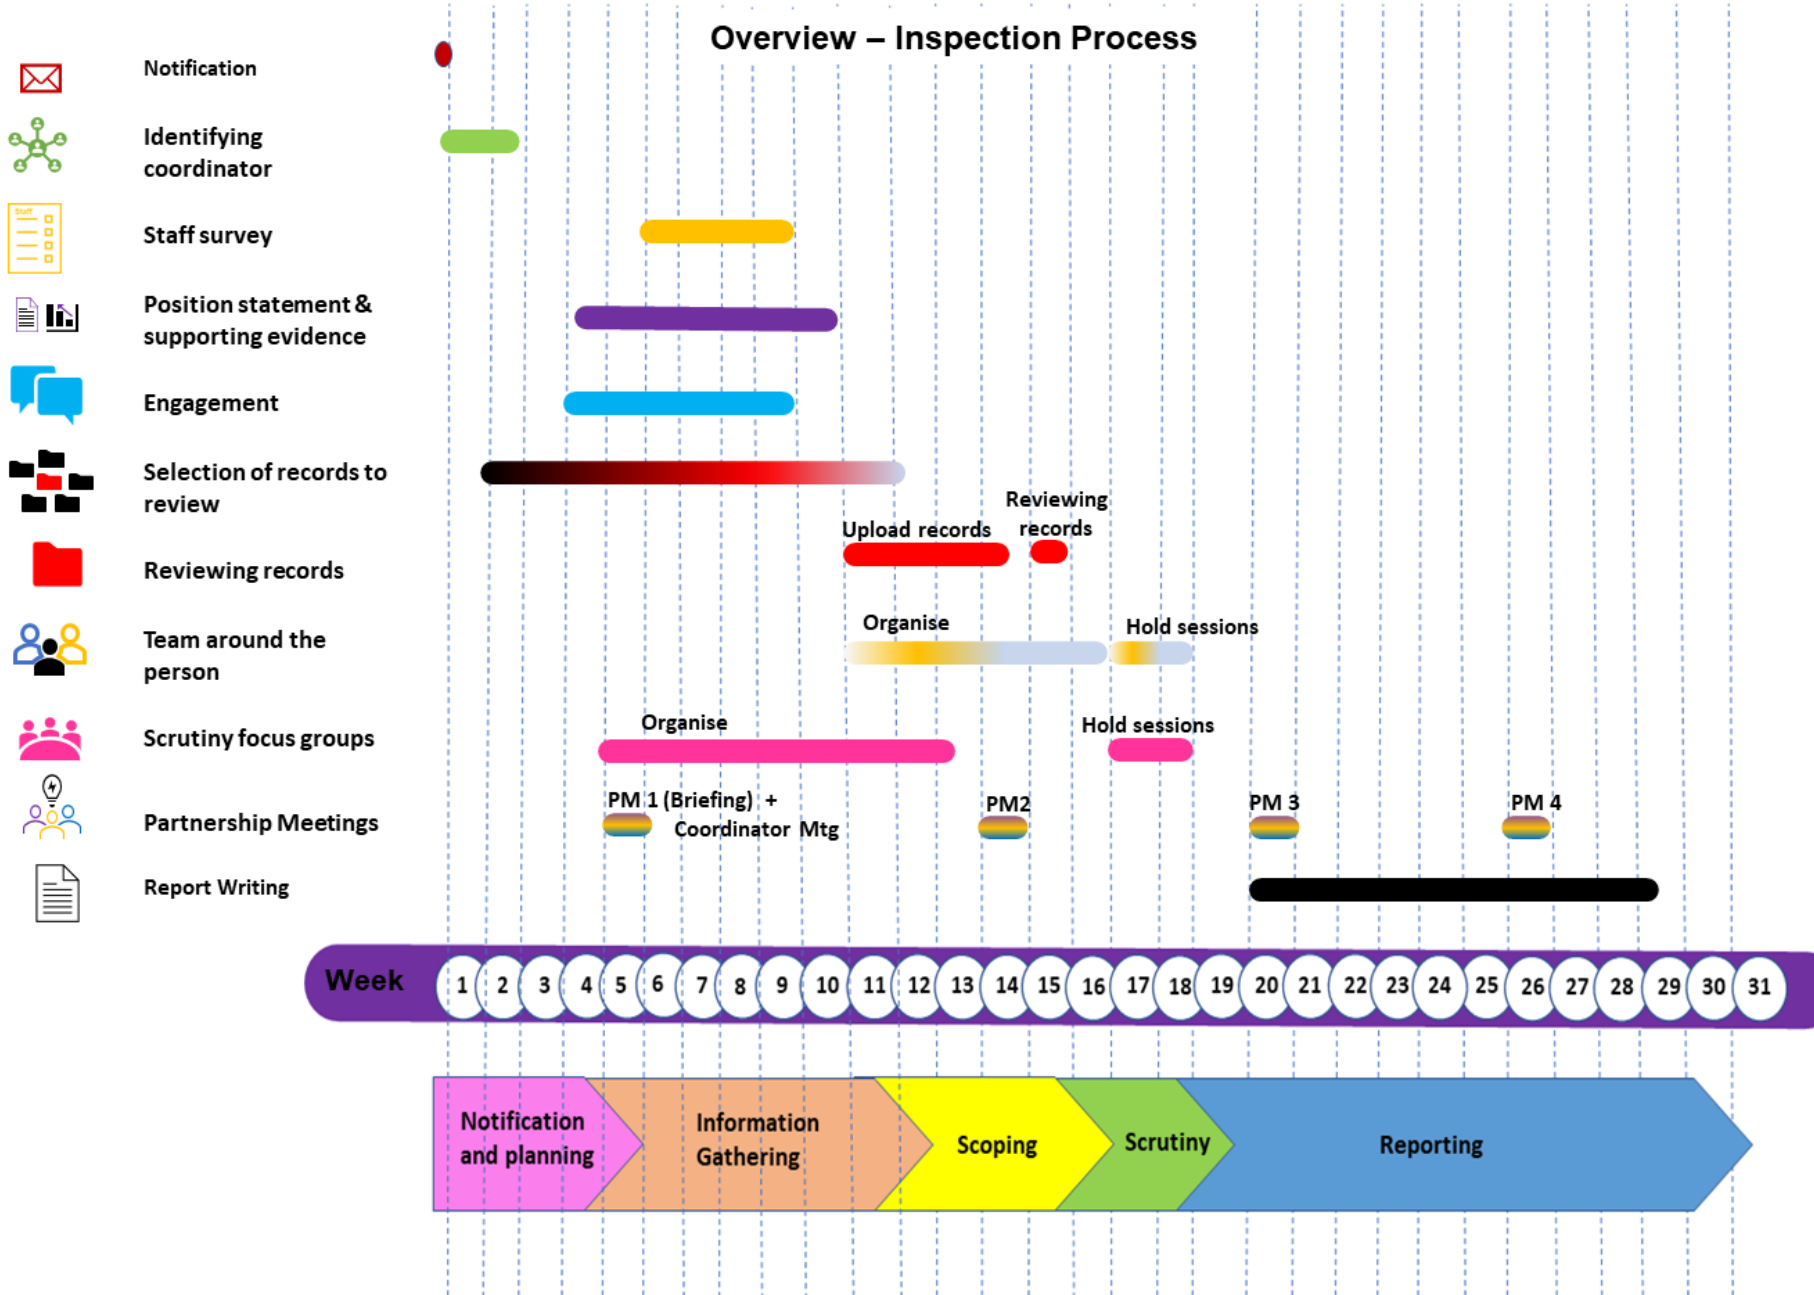 Overview – Inspection Process
Notification
Identifying
coordinator
Staff
Staff survey
Position statement &
supporting evidence
Engagement
Selection of records to
review
Reviewing
Upload records
records
Reviewing records
Organise
Hold sessions
Team around the
person
Organise
Hold sessions
Scrutiny focus groups
PM 1 (Briefing) +
Coordinator Mtg
PM2
PM 3
PM 4
Partnership Meetings
Report Writing
Week 1 2 3 4 5 6 7 8 9 10 11 12 13 14 15 16 17 18 19 20 21 22 23 24 25 26 27 28 29 30 31
Notification
and planning
Information
Gathering
Scoping
Scrutiny
Reporting